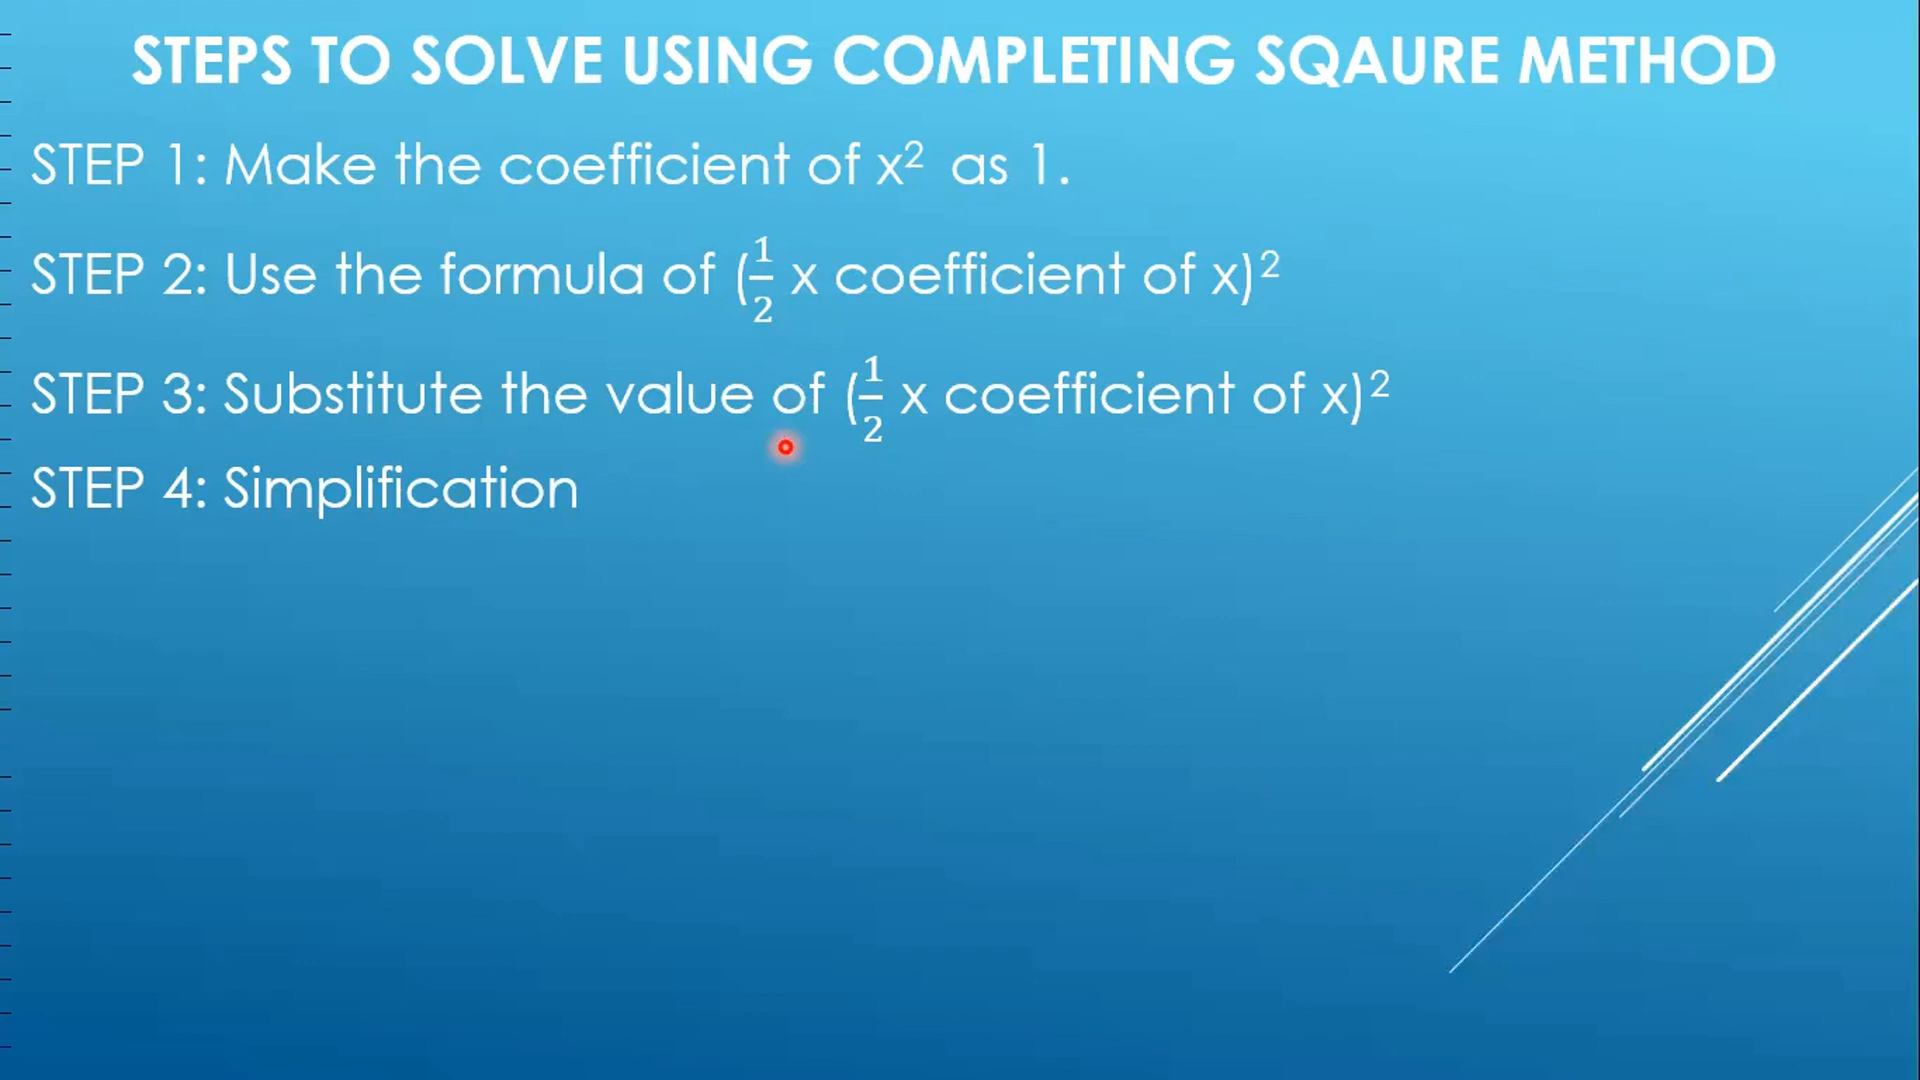 STEPS TO SOLVE USING COMPLETING SQAURE METHOD
STEP 1: Make the coefficient of x² as 1.
STEP 2: Use the formula of (1/2 x coefficient of x)²
STEP 3: Substitute the value of (1/2 x coefficient of x)²
STEP 4: Simplification